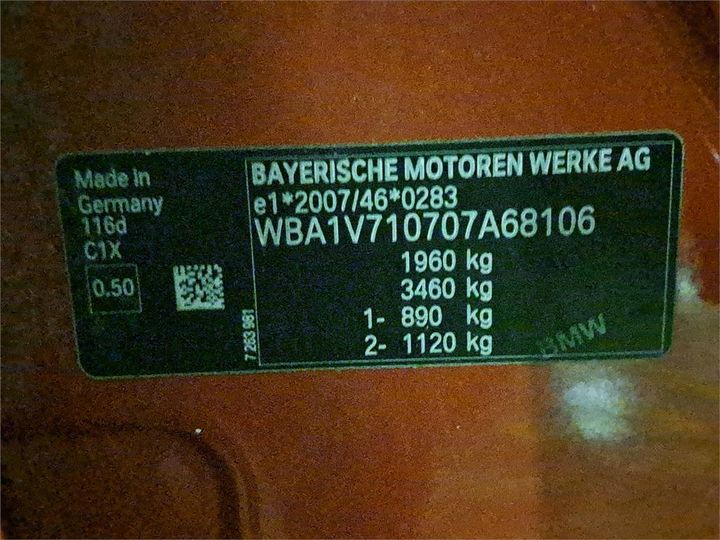 Made in
Germany
116d
C1X
0.50
BAYERISCHE MOTOREN WERKE AG
e1*2007/46*0283
WBA1V710707A68106
1960 kg
3460 kg
1- 890 kg
2- 1120 kg
7 283 981
BMW